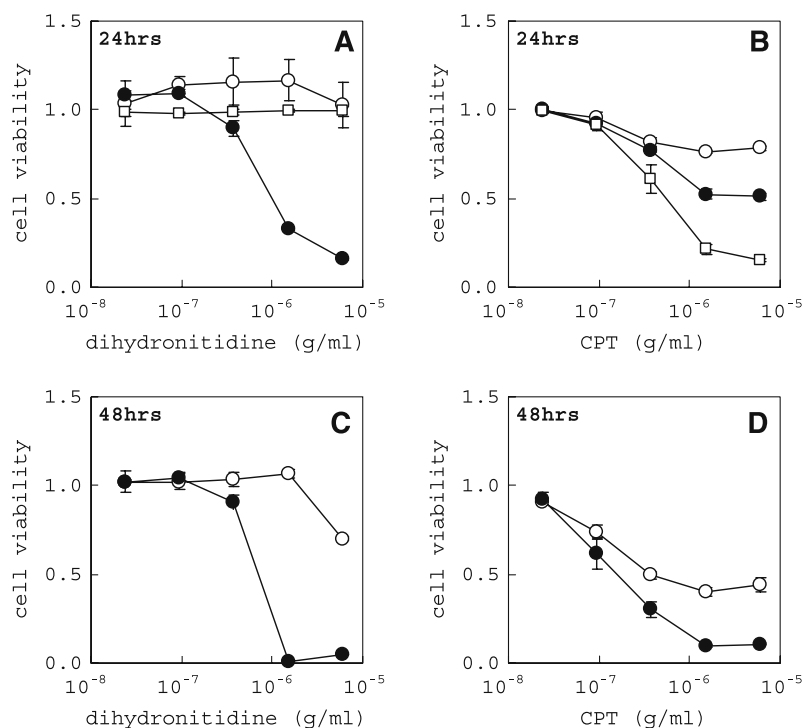 1.5
24hrs
A
1.0
0.5
0.0
cell viability
10⁻⁸
10⁻⁷
10⁻⁶
10⁻⁵
dihydronitidine (g/ml)
1.5
24hrs
B
1.0
0.5
0.0
cell viability
10⁻⁸
10⁻⁷
10⁻⁶
10⁻⁵
CPT (g/ml)
1.5
48hrs
C
1.0
0.5
0.0
cell viability
10⁻⁸
10⁻⁷
10⁻⁶
10⁻⁵
dihydronitidine (g/ml)
1.5
48hrs
D
1.0
0.5
0.0
cell viability
10⁻⁸
10⁻⁷
10⁻⁶
10⁻⁵
CPT (g/ml)